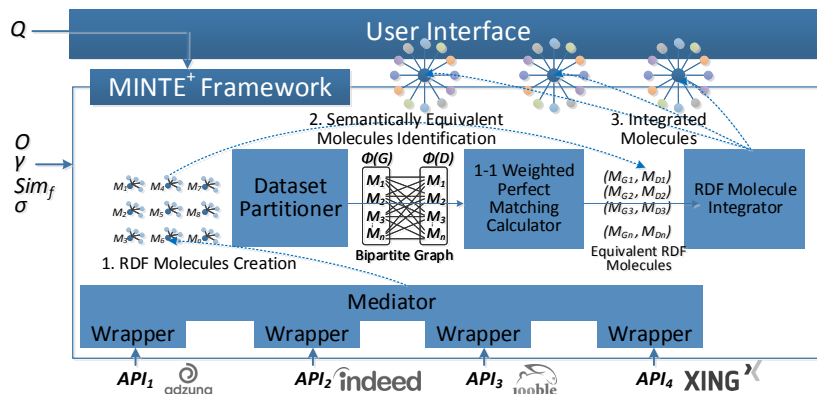 Q
User Interface
MINTE+ Framework
2. Semantically Equivalent
Molecules Identification
3. Integrated
Molecules
O
γ
Simf
σ
M1 M4 M7
M2 M5 M8
M3 M6 Mn
Dataset
Partitioner
Φ(G)
M1
M2
M3
Mn
Φ(D)
M1
M2
M3
Mn
Bipartite Graph
1-1 Weighted
Perfect
Matching
Calculator
(MG1, MD1)
(MG2, MD2)
(MG3, MD3)
(MGn, MDn)
Equivalent RDF
Molecules
RDF Molecule
Integrator
1. RDF Molecules Creation
Mediator
Wrapper Wrapper Wrapper Wrapper
API1 adzuna API2 indeed API3 jooble API4 XING